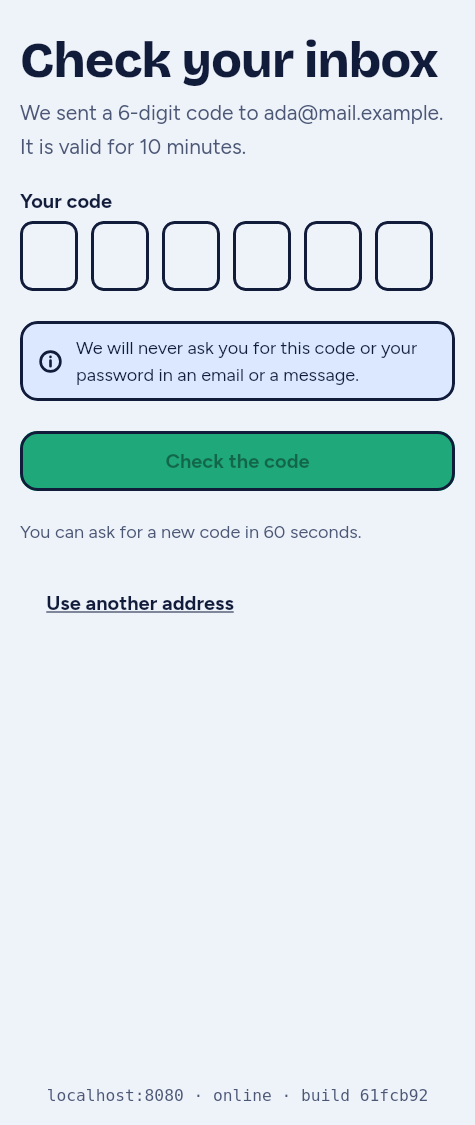 Check your inbox
We sent a 6-digit code to ada@mail.example.
It is valid for 10 minutes.
Your code
We will never ask you for this code or your
password in an email or a message.
Check the code
You can ask for a new code in 60 seconds.
Use another address
localhost:8080 · online · build 61fcb92